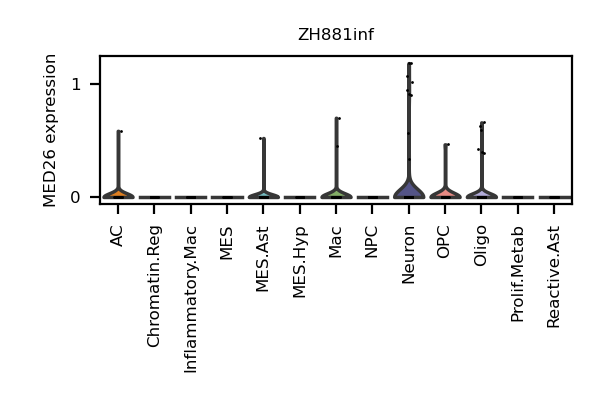 ZH881inf
MED26 expression
1
0
AC
Chromatin.Reg
Inflammatory.Mac
MES
MES.Ast
MES.Hyp
Mac
NPC
Neuron
OPC
Oligo
Prolif.Metab
Reactive.Ast